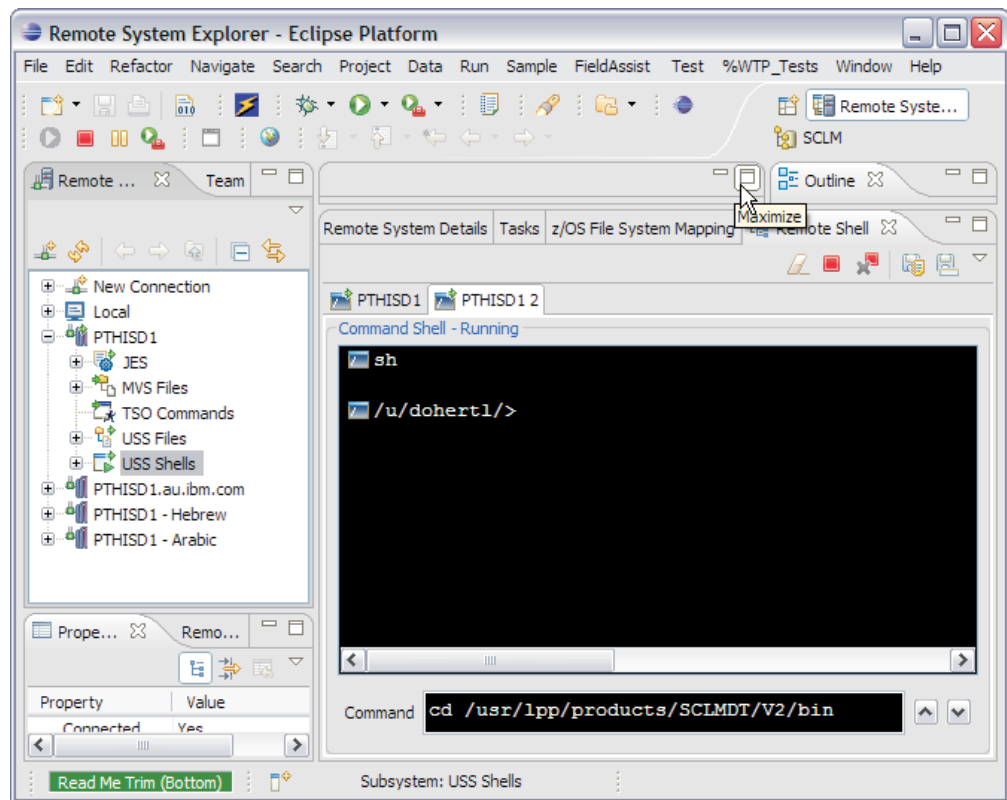 Remote System Explorer - Eclipse Platform
File Edit Refactor Navigate Search Project Data Run Sample FieldAssist Test %WTP_Tests Window Help
010
Remote Syste...
SCLM
Remote ... Team
Outline
Maximize
Remote System Details Tasks z/OS File System Mapping Remote Shell
New Connection
Local
PTHISD1
JES
MVS Files
TSO Commands
USS Files
USS Shells
PTHISD1.au.ibm.com
PTHISD1 - Hebrew
PTHISD1 - Arabic
PTHISD1 PTHISD1 2
Command Shell - Running
sh
/u/dohertl/>
Prope... Remo...
Property Value
Connected Yes
Command cd /usr/lpp/products/SCLMDT/V2/bin
Read Me Trim (Bottom)
Subsystem: USS Shells